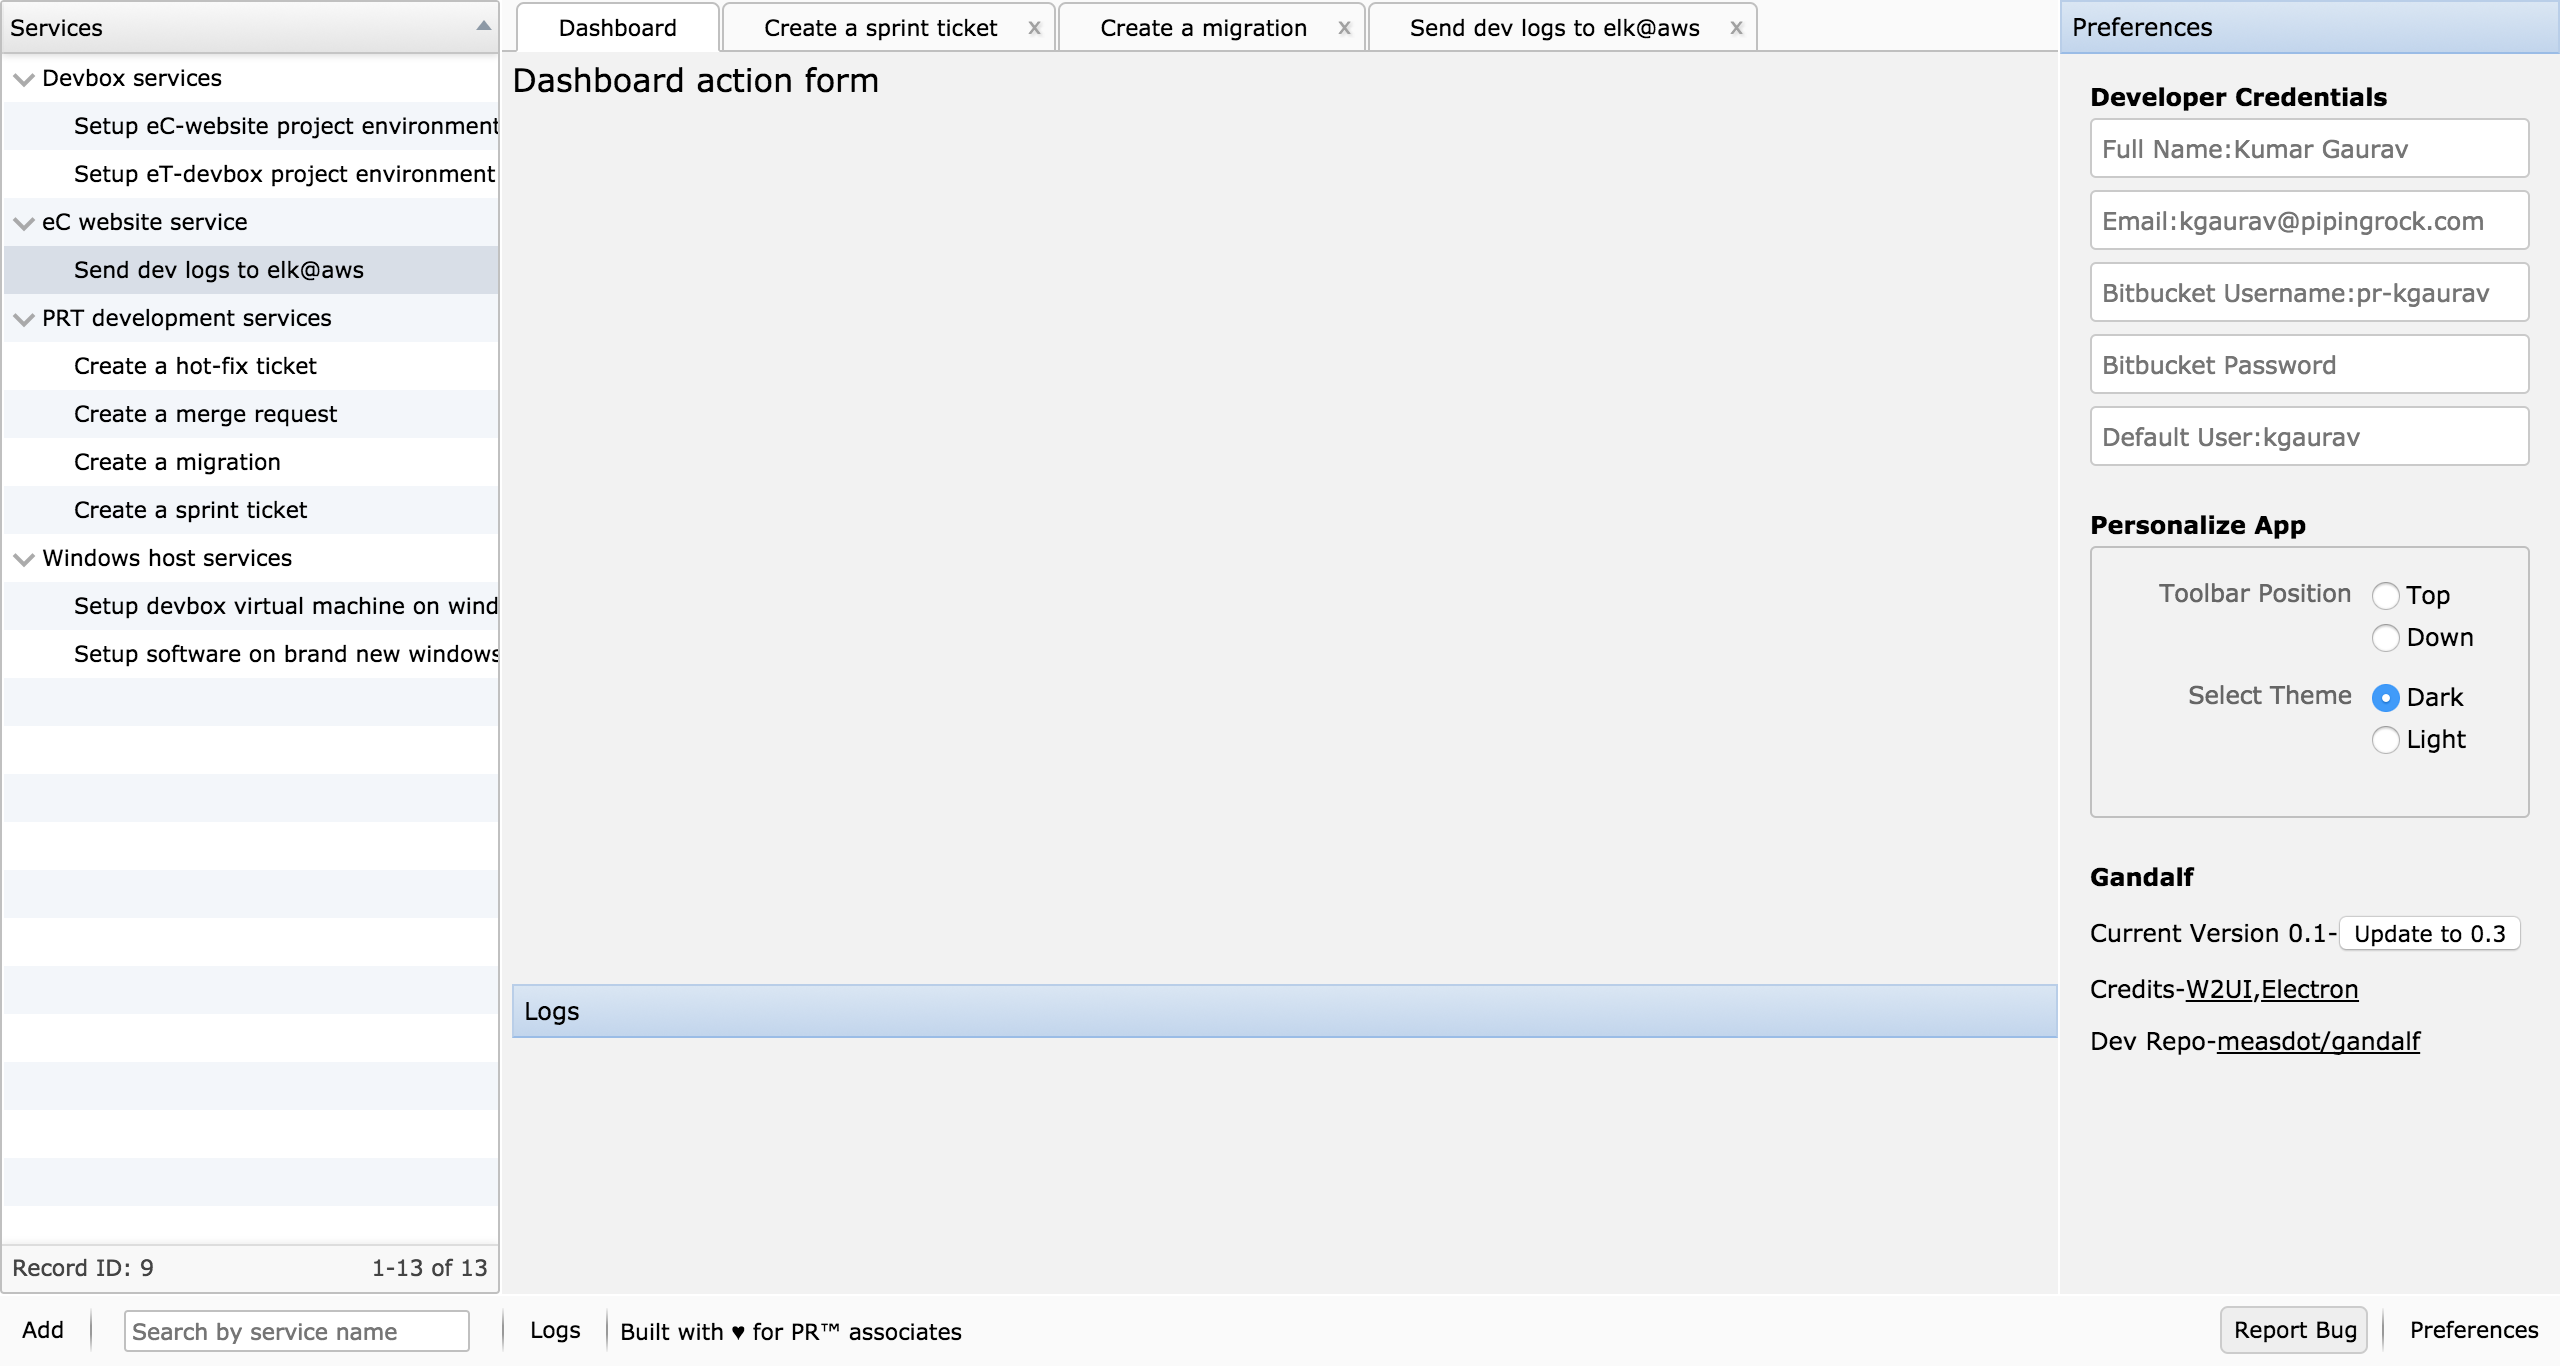 Services
Devbox services
Setup eC-website project environment
Setup eT-devbox project environment
eC website service
Send dev logs to elk@aws
PRT development services
Create a hot-fix ticket
Create a merge request
Create a migration
Create a sprint ticket
Windows host services
Setup devbox virtual machine on wind
Setup software on brand new windows
Record ID: 9 1-13 of 13
Dashboard Create a sprint ticket x Create a migration x Send dev logs to elk@aws x
Dashboard action form
Logs
Preferences
Developer Credentials
Full Name:Kumar Gaurav
Email:kgaurav@pipingrock.com
Bitbucket Username:pr-kgaurav
Bitbucket Password
Default User:kgaurav
Personalize App
Toolbar Position Top
Down
Select Theme Dark
Light
Gandalf
Current Version 0.1- Update to 0.3
Credits-W2UI,Electron
Dev Repo-measdot/gandalf
Add Search by service name Logs Built with ♥ for PR™ associates Report Bug Preferences